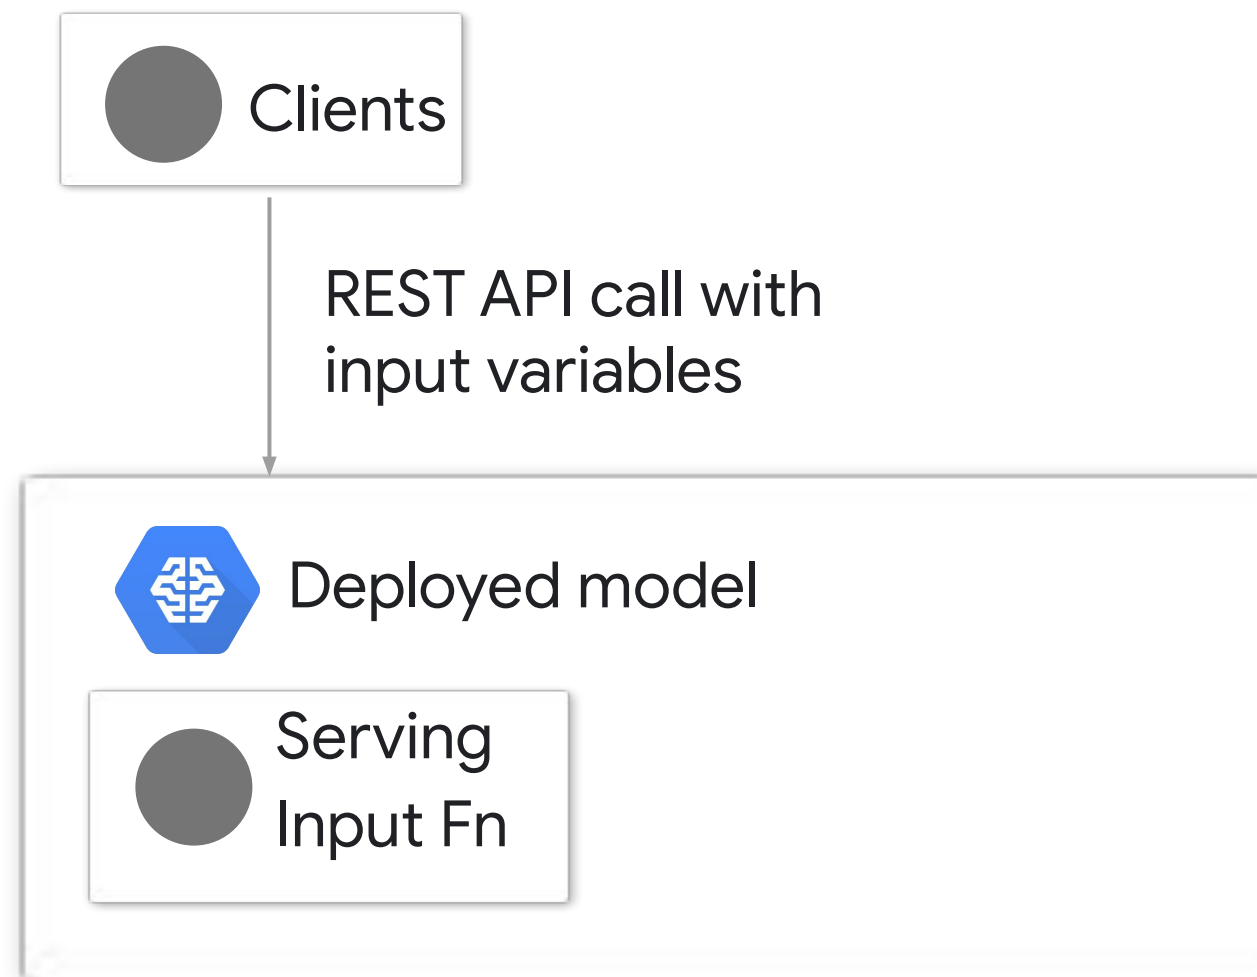 Clients
REST API call with
input variables
Deployed model
Serving
Input Fn